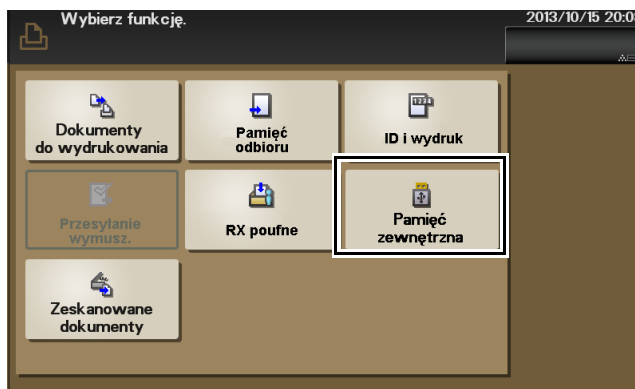 Wybierz funkcję.
2013/10/15 20:03
Dokumenty
do wydrukowania
Pamięć
odbioru
ID i wydruk
Przesyłanie
wymusz.
RX poufne
Pamięć
zewnętrzna
Zeskanowane
dokumenty